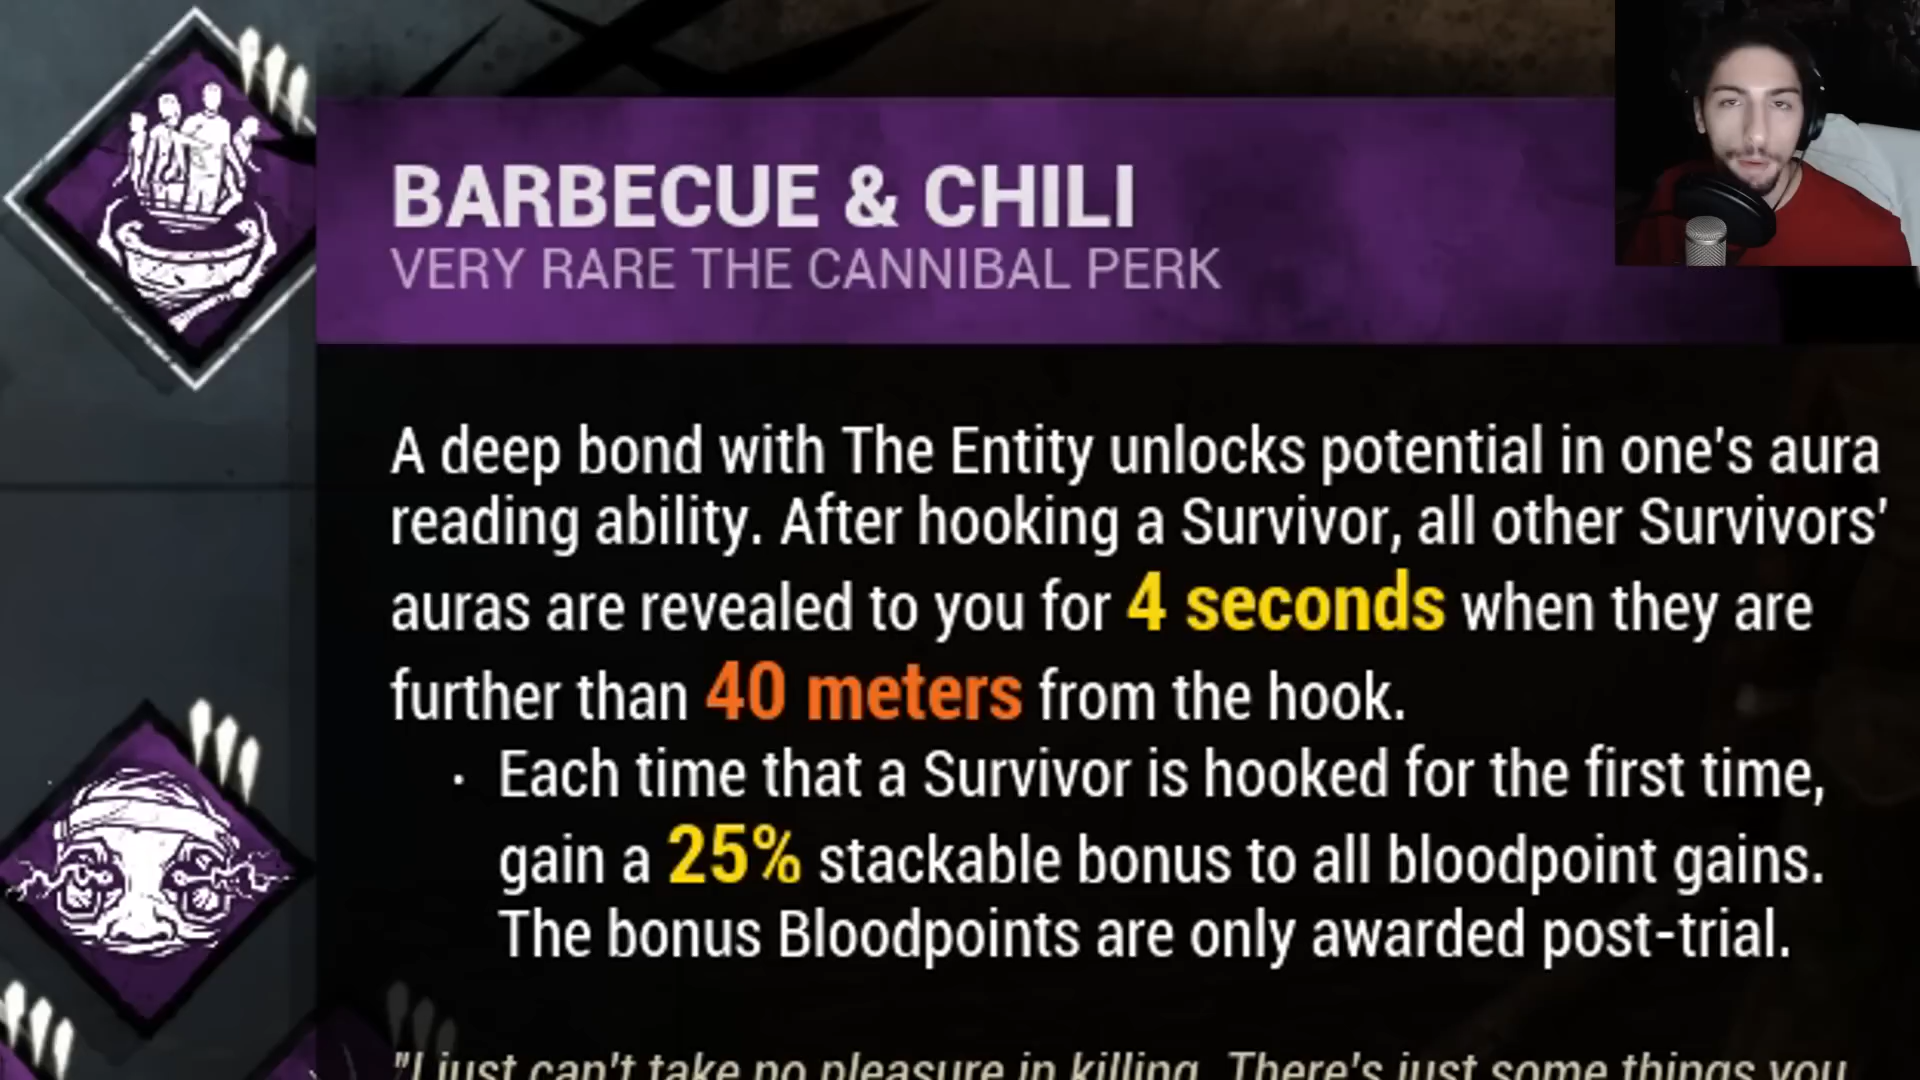 BARBECUE & CHILI
VERY RARE THE CANNIBAL PERK
A deep bond with The Entity unlocks potential in one's aura
reading ability. After hooking a Survivor, all other Survivors'
auras are revealed to you for 4 seconds when they are
further than 40 meters from the hook.
· Each time that a Survivor is hooked for the first time,
gain a 25% stackable bonus to all bloodpoint gains.
The bonus Bloodpoints are only awarded post-trial.
"I just can't take no pleasure in killing. There's just some things you